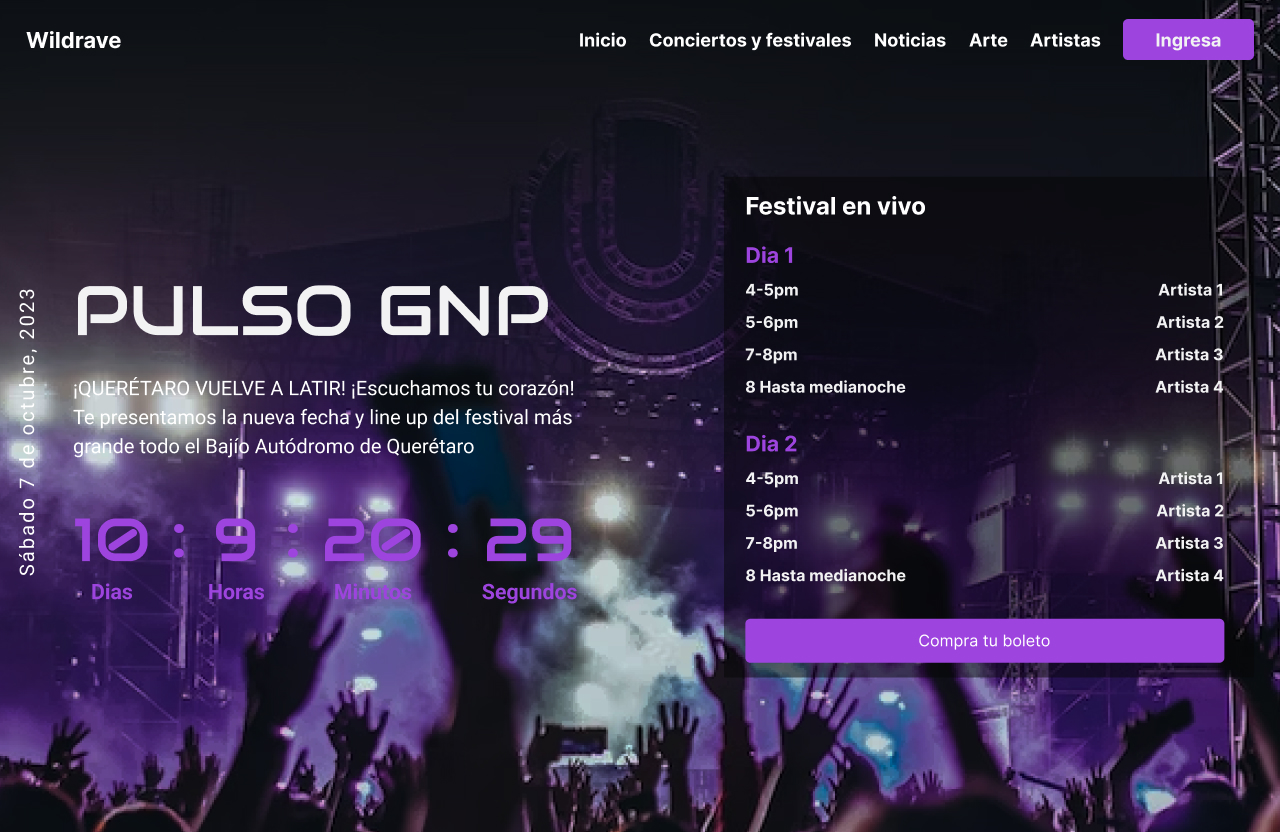 Wildrave
Inicio Conciertos y festivales Noticias Arte Artistas Ingresa
Sábado 7 de octubre, 2023
PULSO GNP
¡QUERÉTARO VUELVE A LATIR! ¡Escuchamos tu corazón!
Te presentamos la nueva fecha y line up del festival más
grande todo el Bajío Autódromo de Querétaro
10 : 9 : 20 : 29
Dias Horas Minutos Segundos
Festival en vivo
Dia 1
4-5pm Artista 1
5-6pm Artista 2
7-8pm Artista 3
8 Hasta medianoche Artista 4
Dia 2
4-5pm Artista 1
5-6pm Artista 2
7-8pm Artista 3
8 Hasta medianoche Artista 4
Compra tu boleto